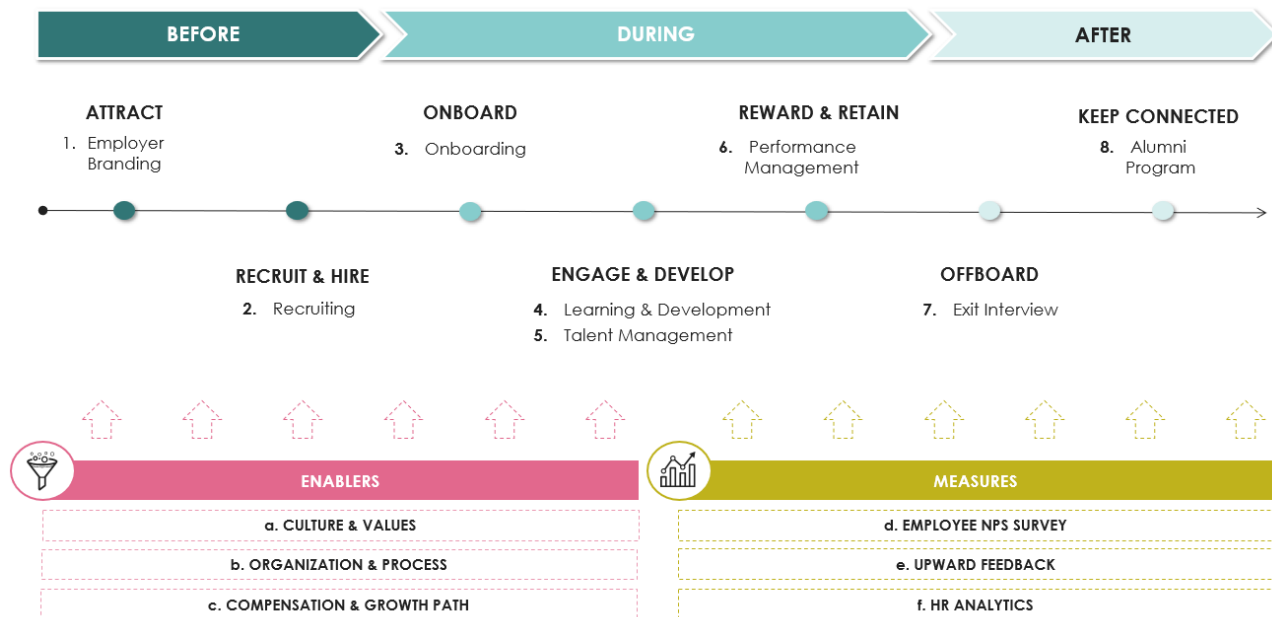 BEFORE
DURING
AFTER
ATTRACT
1. Employer
Branding
ONBOARD
3. Onboarding
REWARD & RETAIN
6. Performance
Management
KEEP CONNECTED
8. Alumni
Program
RECRUIT & HIRE
2. Recruiting
ENGAGE & DEVELOP
4. Learning & Development
5. Talent Management
OFFBOARD
7. Exit Interview
ENABLERS
a. CULTURE & VALUES
b. ORGANIZATION & PROCESS
c. COMPENSATION & GROWTH PATH
MEASURES
d. EMPLOYEE NPS SURVEY
e. UPWARD FEEDBACK
f. HR ANALYTICS